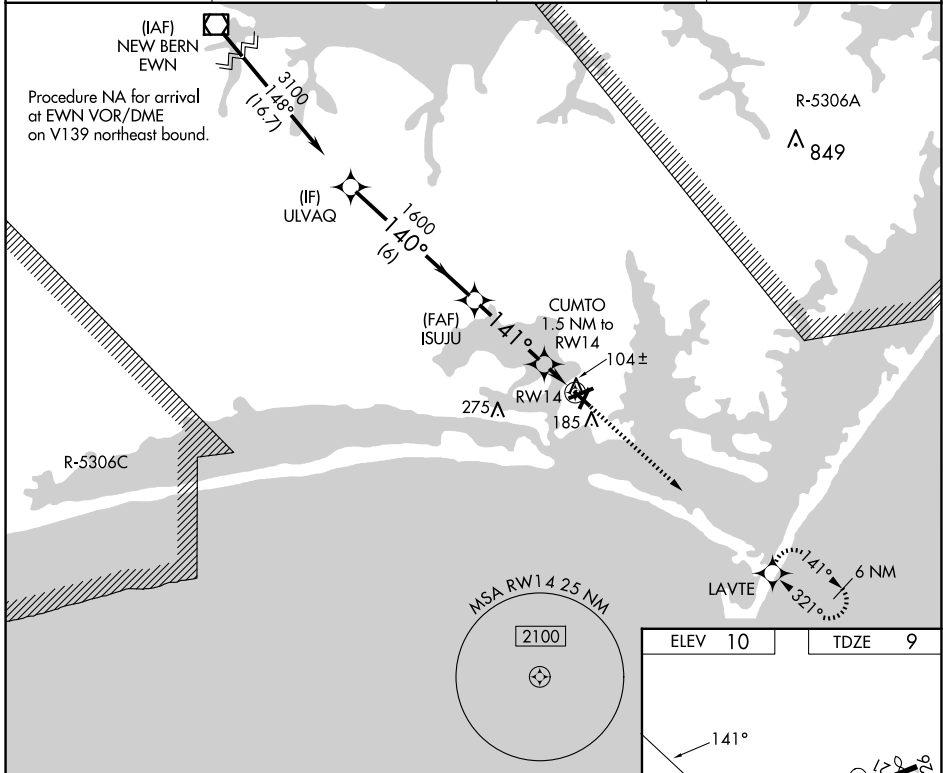 (IAF)
NEW BERN
EWN
3100
148°
(16.7)
Procedure NA for arrival
at EWN VOR/DME
on V139 northeast bound.
R-5306A
849
(IF)
ULVAQ
1600
140°
(6)
(FAF)
ISUJU
141°
CUMTO
1.5 NM to
RW14
104±
RW14
275
185
R-5306C
LAVTE
141°
6 NM
321°
MSA RW14 25 NM
2100
ELEV 10
TDZE 9
141°
26